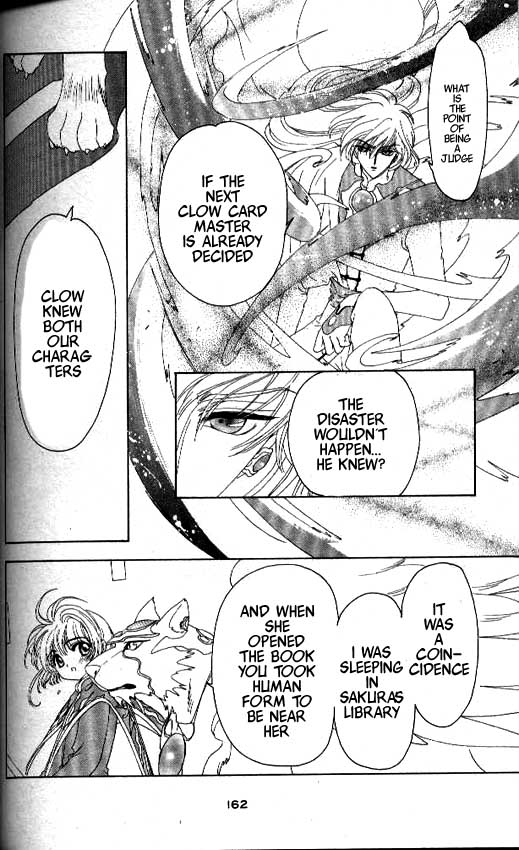 WHAT
IS
THE
POINT
OF
BEING
A
JUDGE
IF THE
NEXT
CLOW CARD
MASTER
IS ALREADY
DECIDED
THE
DISASTER
WOULDN'T
HAPPEN...
HE KNEW?
CLOW
KNEW
BOTH
OUR
CHARAG
TERS
IT
WAS
A
COIN-
CIDENCE
I WAS
SLEEPING
IN
SAKURAS
LIBRARY
AND WHEN
SHE
OPENED
THE BOOK
YOU TOOK
HUMAN
FORM TO
BE NEAR
HER
162